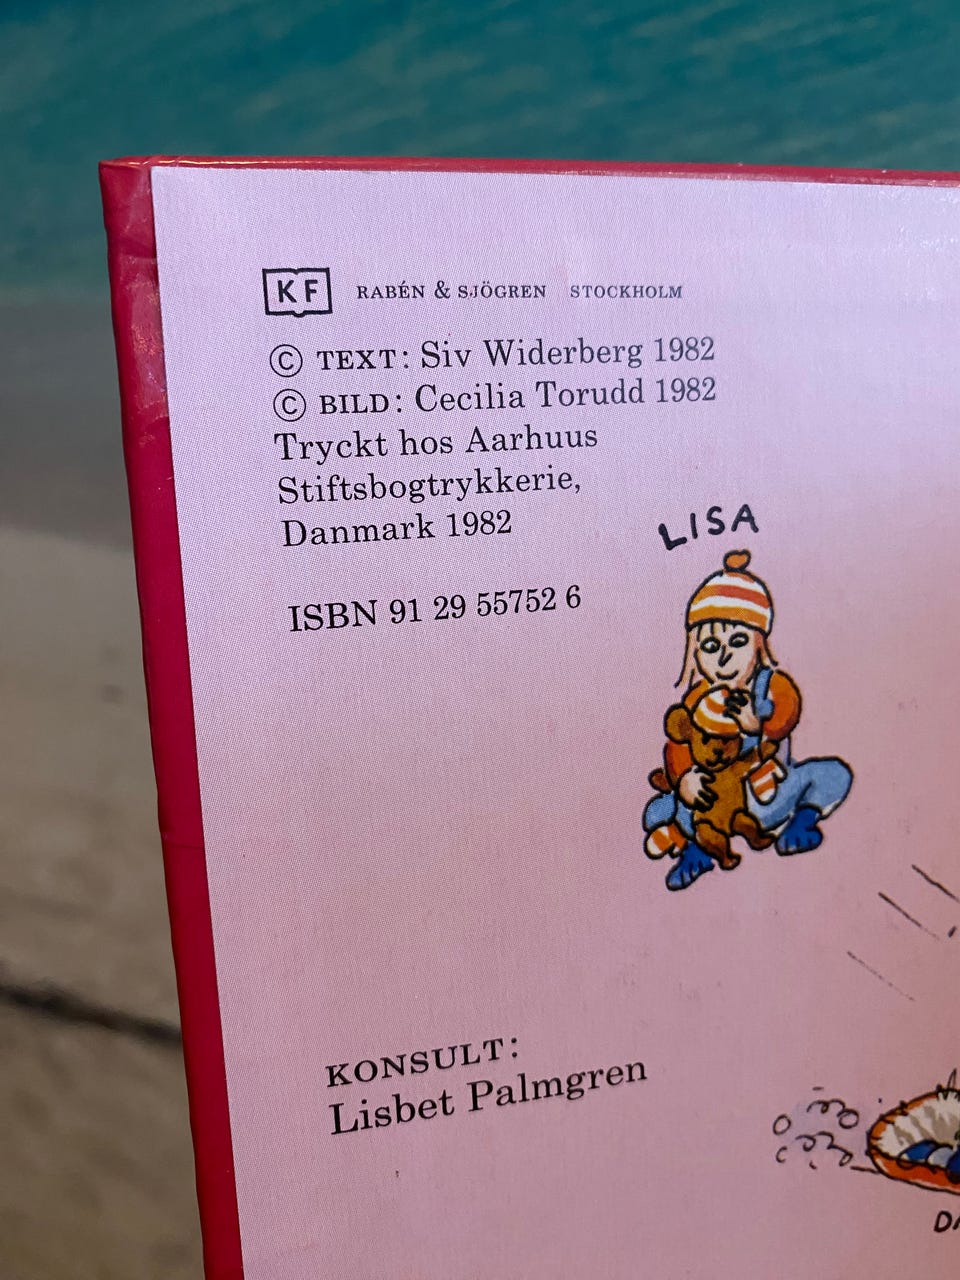 KF RABÉN & SJÖGREN STOCKHOLM
© TEXT: Siv Widerberg 1982
© BILD: Cecilia Torudd 1982
Tryckt hos Aarhuus
Stiftsbogtrykkerie,
Danmark 1982
LISA
ISBN 91 29 55752 6
KONSULT:
Lisbet Palmgren